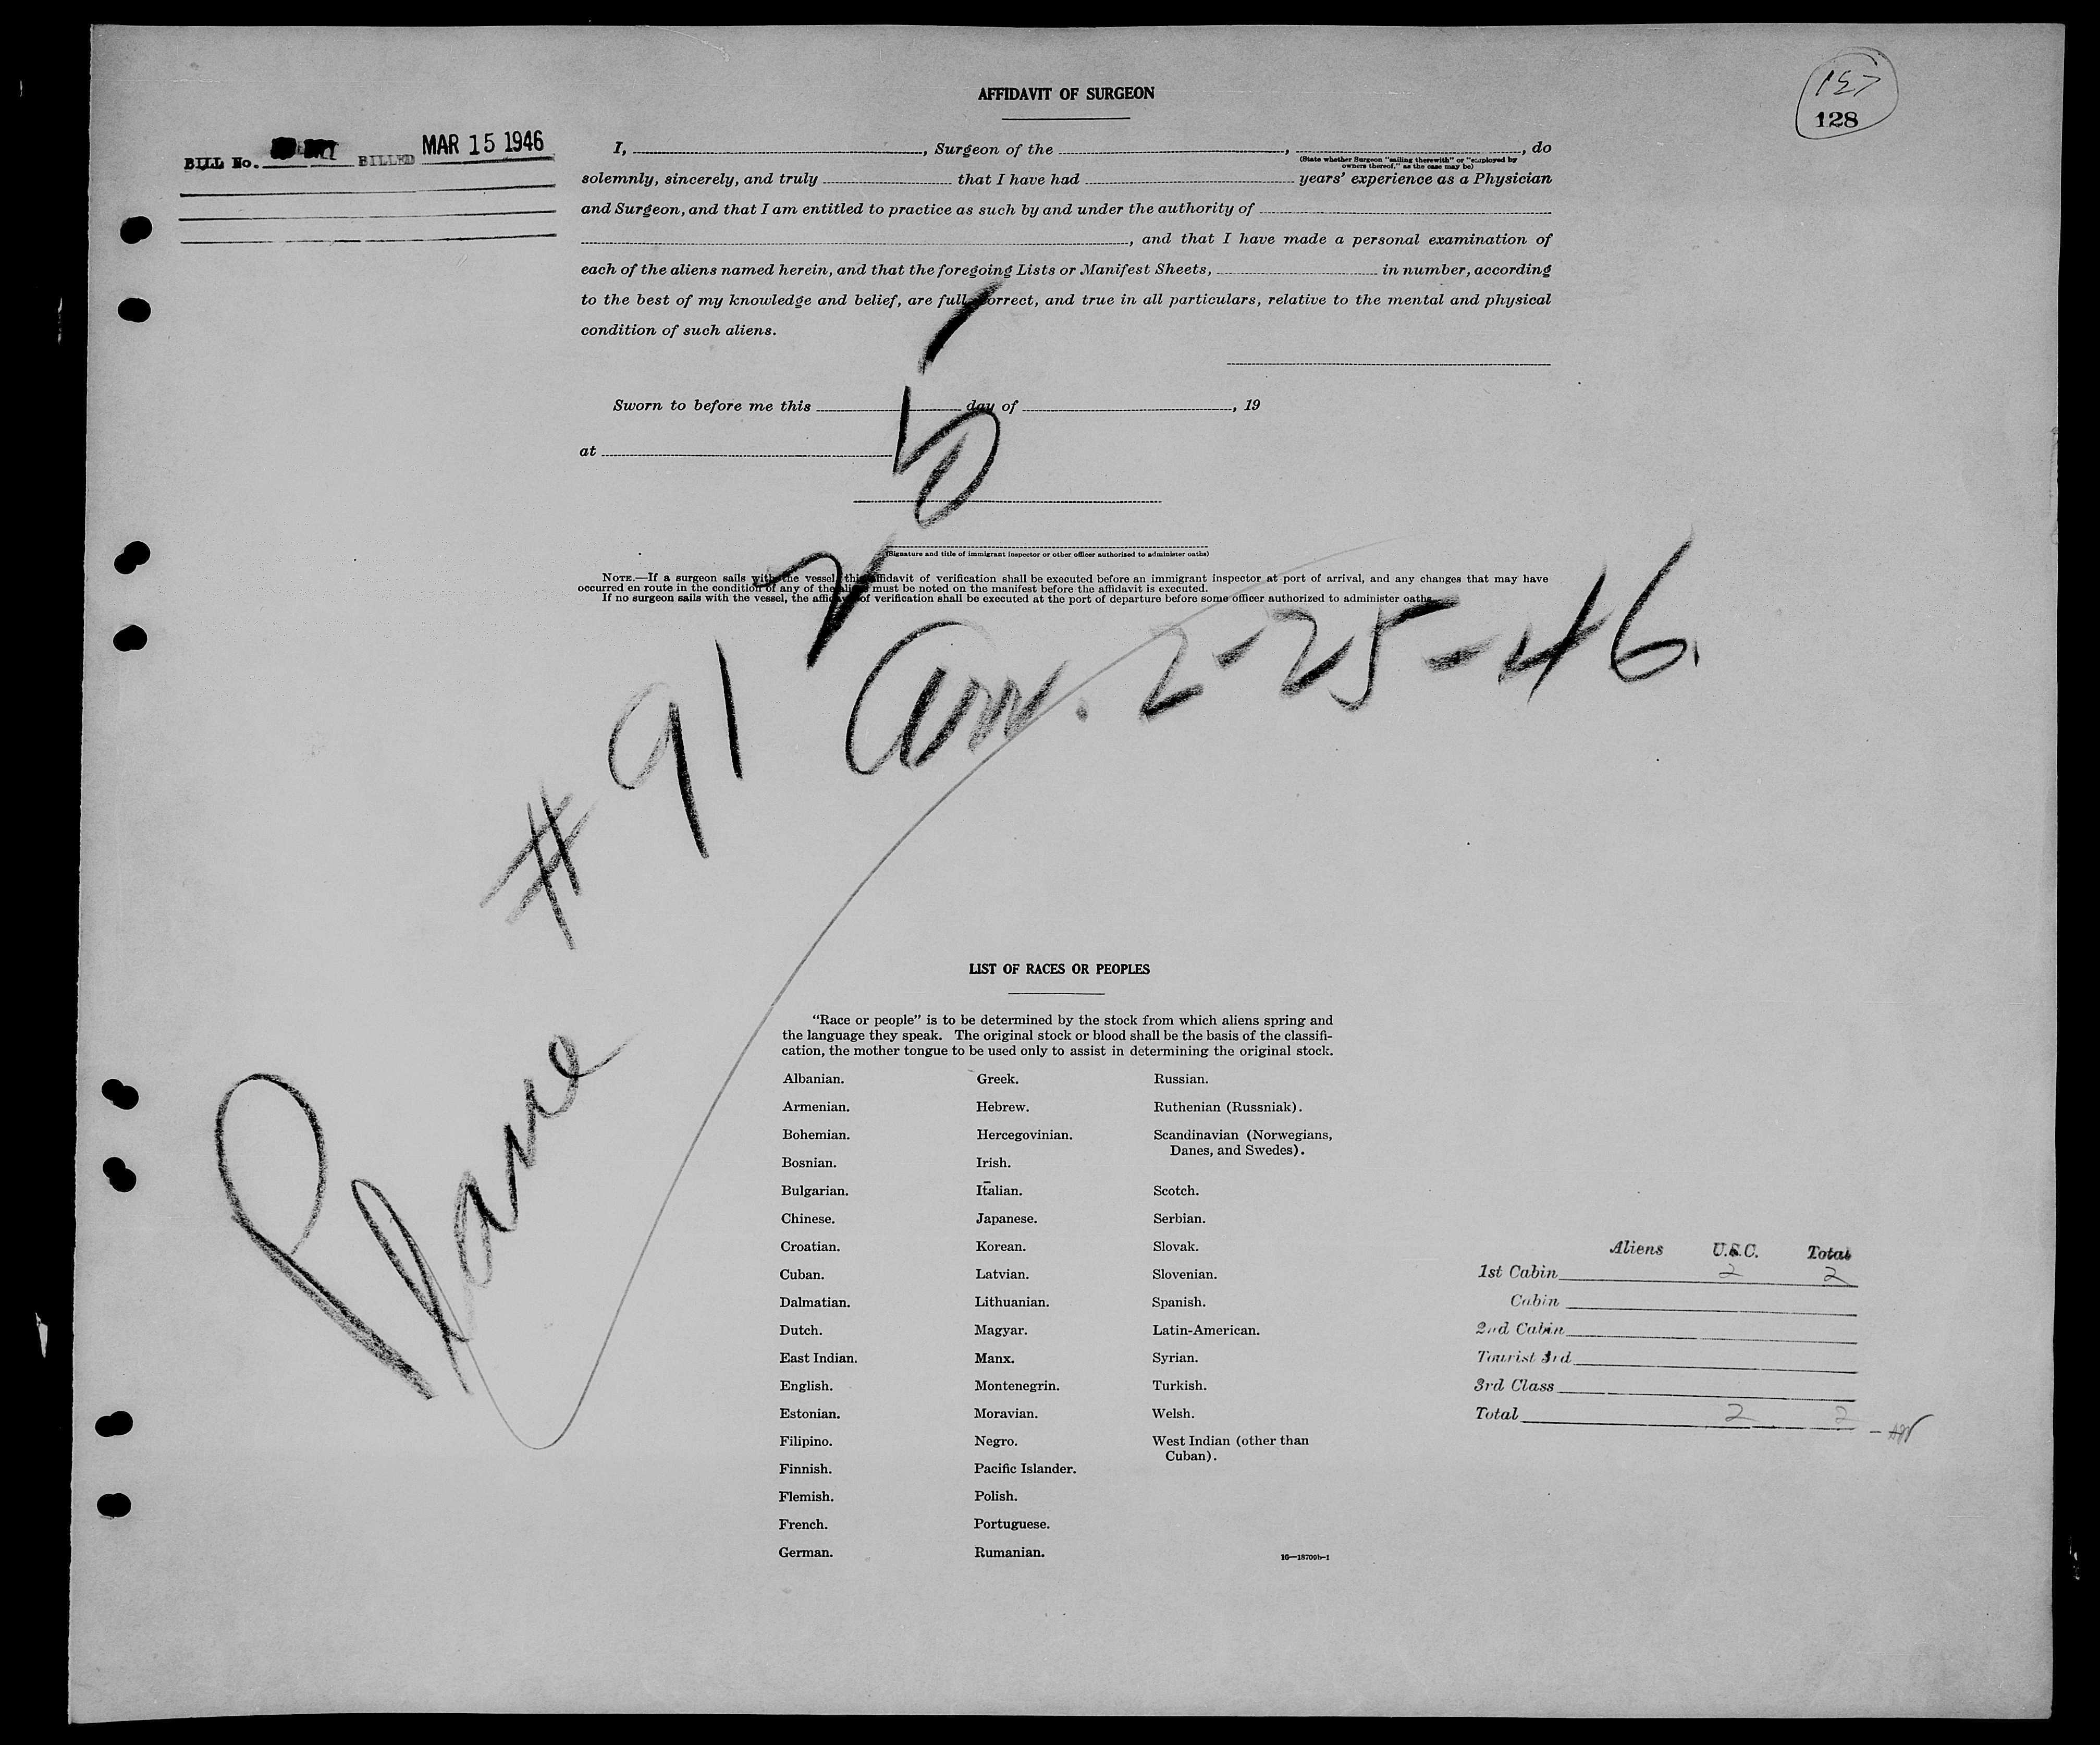 AFFIDAVIT OF SURGEON
128
BILL No. BILLED MAR 15 1946
I, , Surgeon of the , , do
(State whether Surgeon "sailing therewith" or "employed by
owners thereof," as the case may be)
solemnly, sincerely, and truly that I have had years' experience as a Physician
and Surgeon, and that I am entitled to practice as such by and under the authority of
, and that I have made a personal examination of
each of the aliens named herein, and that the foregoing Lists or Manifest Sheets, in number, according
to the best of my knowledge and belief, are full, correct, and true in all particulars, relative to the mental and physical
condition of such aliens.
Sworn to before me this day of , 19
at
(Signature and title of immigrant inspector or other officer authorized to administer oaths)
NOTE.—If a surgeon sails with the vessel, this affidavit of verification shall be executed before an immigrant inspector at port of arrival, and any changes that may have
occurred en route in the condition of any of the aliens must be noted on the manifest before the affidavit is executed.
If no surgeon sails with the vessel, the affidavit of verification shall be executed at the port of departure before some officer authorized to administer oaths.
Plane # 91
Arr. 2-25-46.
LIST OF RACES OR PEOPLES
"Race or people" is to be determined by the stock from which aliens spring and
the language they speak. The original stock or blood shall be the basis of the classifi-
cation, the mother tongue to be used only to assist in determining the original stock.
Albanian. Greek. Russian.
Armenian. Hebrew. Ruthenian (Russniak).
Bohemian. Hercegovinian. Scandinavian (Norwegians,
Danes, and Swedes).
Bosnian. Irish.
Bulgarian. Italian. Scotch.
Chinese. Japanese. Serbian.
Croatian. Korean. Slovak.
Cuban. Latvian. Slovenian.
Dalmatian. Lithuanian. Spanish.
Dutch. Magyar. Latin-American.
East Indian. Manx. Syrian.
English. Montenegrin. Turkish.
Estonian. Moravian. Welsh.
Filipino. Negro. West Indian (other than
Cuban).
Finnish. Pacific Islander.
Flemish. Polish.
French. Portuguese.
German. Rumanian.
16—18709b-1
Aliens U.S.C. Total
1st Cabin 2 2
Cabin
2nd Cabin
Tourist 3rd
3rd Class
Total 2 2